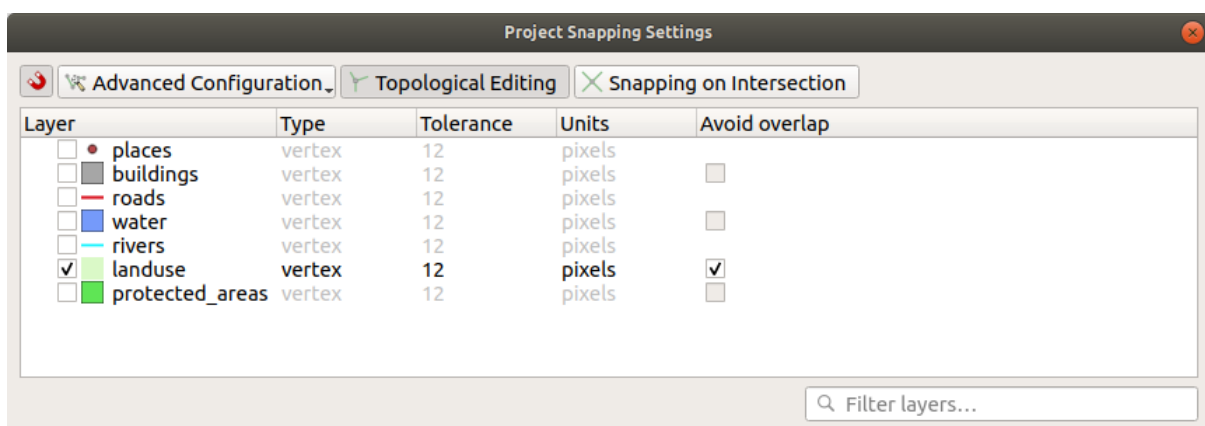 Project Snapping Settings
Advanced Configuration Topological Editing Snapping on Intersection
Layer Type Tolerance Units Avoid overlap
places vertex 12 pixels
buildings vertex 12 pixels
roads vertex 12 pixels
water vertex 12 pixels
rivers vertex 12 pixels
landuse vertex 12 pixels
protected_areas vertex 12 pixels
Filter layers...